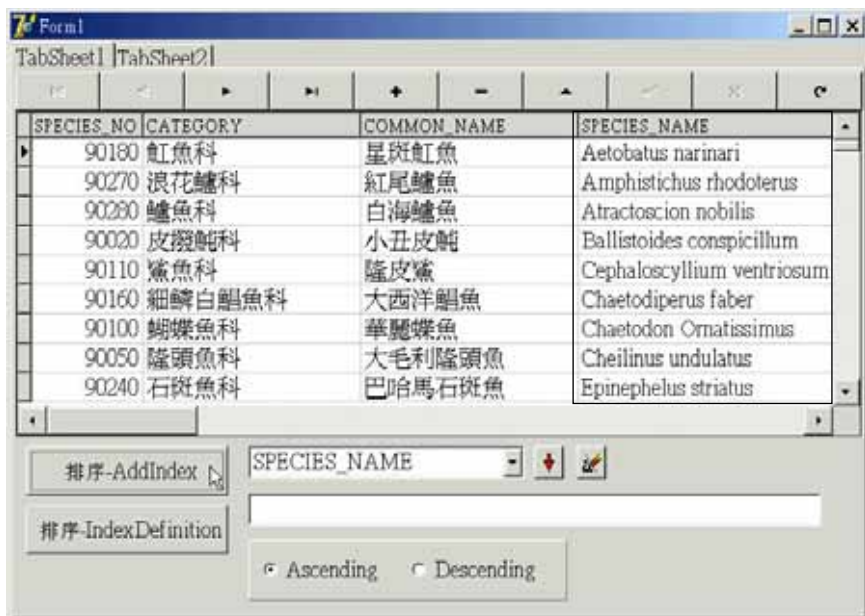 Form1
TabSheet1 TabSheet2
SPECIES_NO CATEGORY COMMON_NAME SPECIES_NAME
90180 魟魚科 星斑魟魚 Aetobatus narinari
90270 浪花鱸科 紅尾鱸魚 Amphistichus rhodoterus
90280 鱸魚科 白海鱸魚 Atractoscion nobilis
90020 皮撥魨科 小丑皮魨 Ballistoides conspicillum
90110 鯊魚科 隆皮鯊 Cephaloscyllium ventriosum
90160 細鱗白鯧魚科 大西洋鯧魚 Chaetodiperus faber
90100 蝴蝶魚科 華麗蝶魚 Chaetodon Ornatissimus
90050 隆頭魚科 大毛利隆頭魚 Cheilinus undulatus
90240 石斑魚科 巴哈馬石斑魚 Epinephelus striatus
排序-AddIndex SPECIES_NAME
排序-IndexDefinition
Ascending Descending